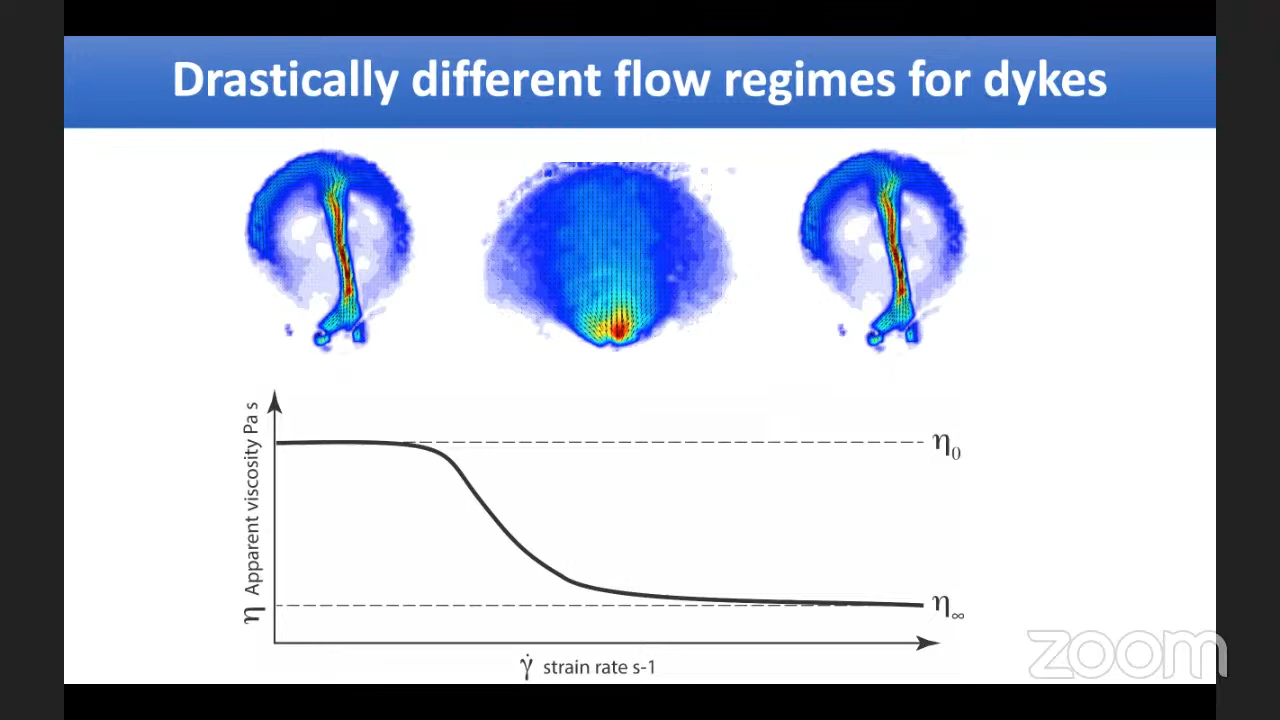 Drastically different flow regimes for dykes
η Apparent viscosity Pa s
η₀
η∞
γ̇ strain rate s-1
zoom